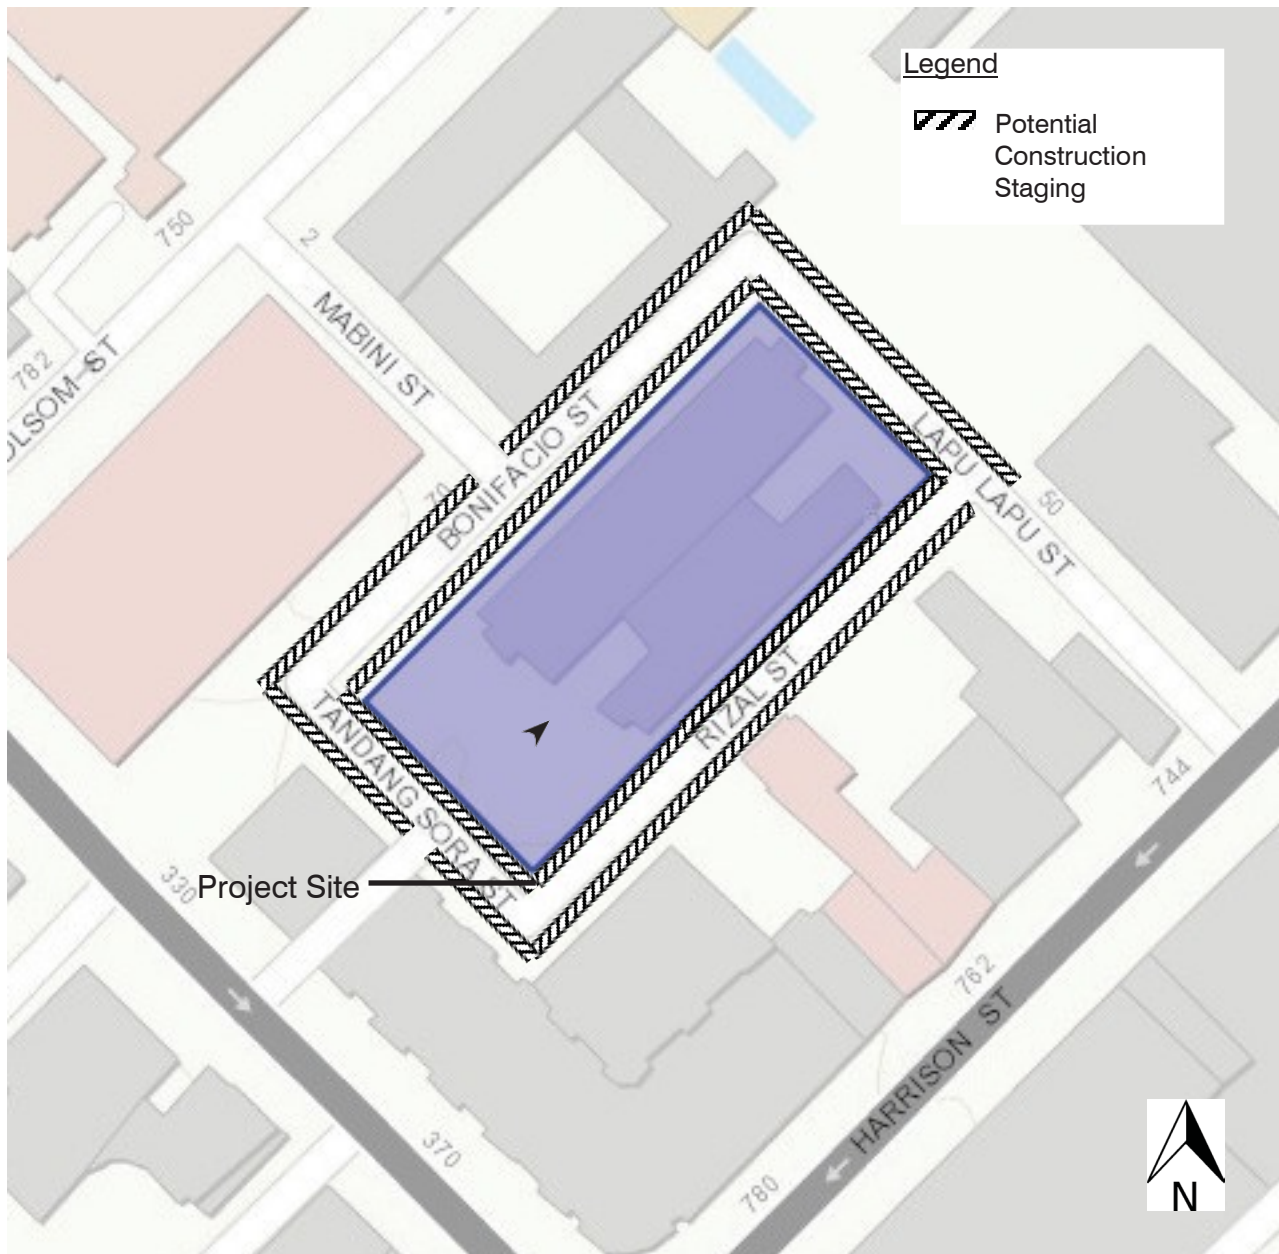 Legend
Potential
Construction
Staging
750
2
MABINI ST
782
OLSOM ST
70
BONIFACIO ST
LAPU LAPU ST
50
TANDANG SORA ST
RIZAL ST
744
330
Project Site
762
HARRISON ST
370
780
N